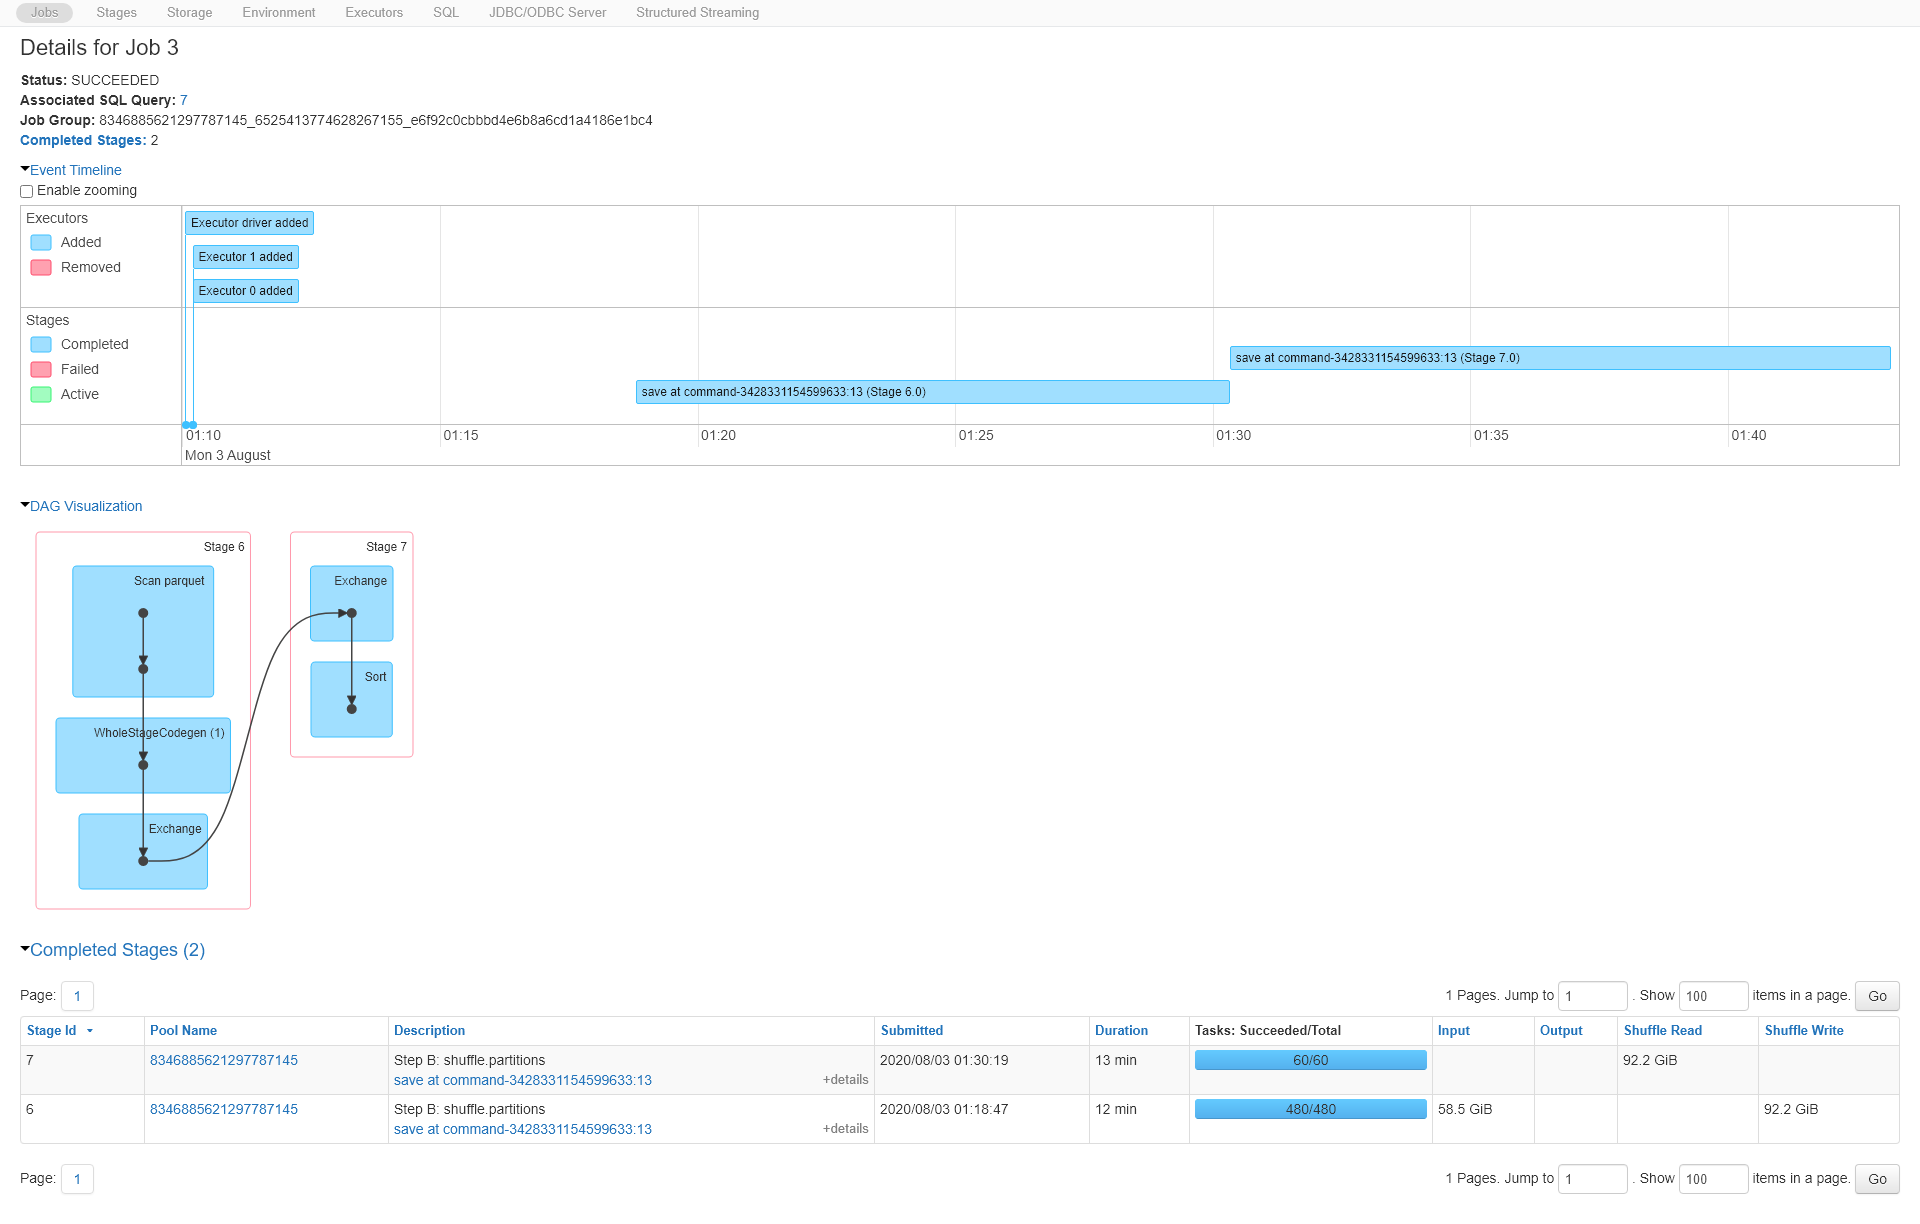 Jobs Stages Storage Environment Executors SQL JDBC/ODBC Server Structured Streaming
Details for Job 3
Status: SUCCEEDED
Associated SQL Query: 7
Job Group: 8346885621297787145_6525413774628267155_e6f92c0cbbbd4e6b8a6cd1a4186e1bc4
Completed Stages: 2
Event Timeline
Enable zooming
Executors
Added
Removed
Executor driver added
Executor 1 added
Executor 0 added
Stages
Completed
Failed
Active
save at command-3428331154599633:13 (Stage 7.0)
save at command-3428331154599633:13 (Stage 6.0)
01:10 01:15 01:20 01:25 01:30 01:35 01:40
Mon 3 August
DAG Visualization
Stage 6
Scan parquet
WholeStageCodegen (1)
Exchange
Stage 7
Exchange
Sort
Completed Stages (2)
Page: 1 1 Pages. Jump to 1 . Show 100 items in a page. Go
Stage Id Pool Name Description Submitted Duration Tasks: Succeeded/Total Input Output Shuffle Read Shuffle Write
7 8346885621297787145 Step B: shuffle.partitions 2020/08/03 01:30:19 13 min 60/60 92.2 GiB
save at command-3428331154599633:13 +details
6 8346885621297787145 Step B: shuffle.partitions 2020/08/03 01:18:47 12 min 480/480 58.5 GiB 92.2 GiB
save at command-3428331154599633:13 +details
Page: 1 1 Pages. Jump to 1 . Show 100 items in a page. Go